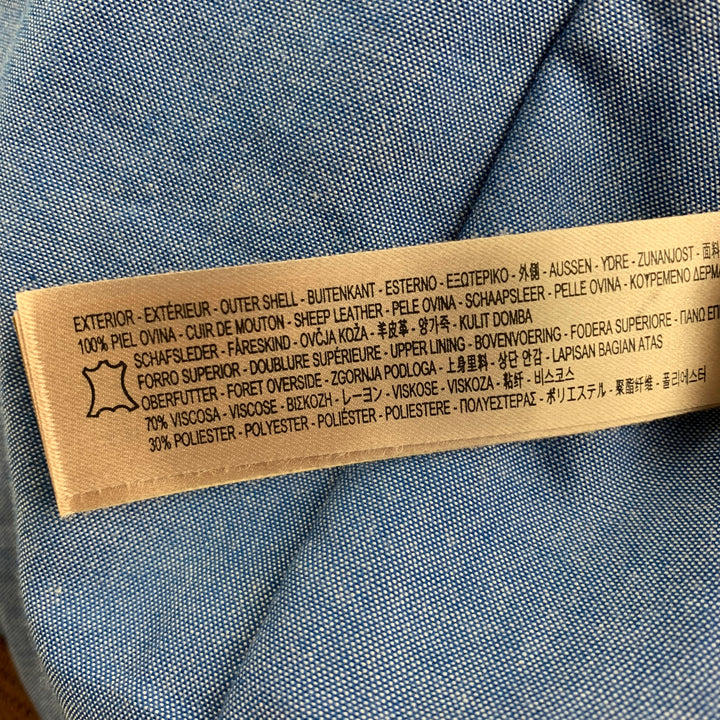 EXTERIOR - EXTÉRIEUR - OUTER SHELL - BUITENKANT - ESTERNO - ΕΞΩΤΕΡΙΚΟ - 外側 - AUSSEN - YDRE - ZUNANJOST - 面料
100% PIEL OVINA - CUIR DE MOUTON - SHEEP LEATHER - PELE OVINA - SCHAAPSLEER - PELLE OVINA - ΚΟΥΡΕΜΕΝΟ ΔΕΡΜΑ
SCHAFSLEDER - FÅRESKIND - OVČJA KOŽA - 羊皮革 - 양가죽 - KULIT DOMBA
FORRO SUPERIOR - DOUBLURE SUPÉRIEURE - UPPER LINING - BOVENVOERING - FODERA SUPERIORE - ΠΑΝΩ
OBERFUTTER - FORET OVERSIDE - ZGORNJA PODLOGA - 上身里料 - 상단 안감 - LAPISAN BAGIAN ATAS
70% VISCOSA - VISCOSE - ΒΙΣΚΟΖΗ - レーヨン - VISKOSE - VISKOZA - 粘纤 - 비스코스
30% POLIESTER - POLYESTER - POLIÉSTER - POLIESTERE - ΠΟΛΥΕΣΤΕΡΑΣ - ポリエステル - 聚酯纤维 - 폴리에스터